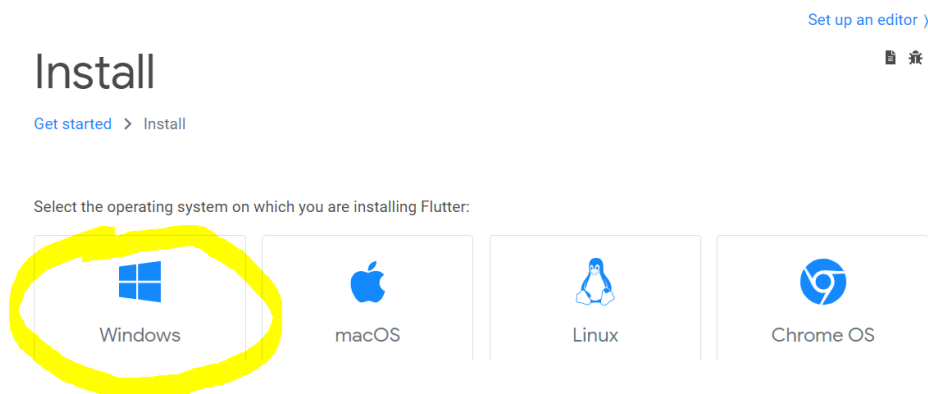 Set up an editor
Install
Get started > Install
Select the operating system on which you are installing Flutter:
Windows
macOS
Linux
Chrome OS